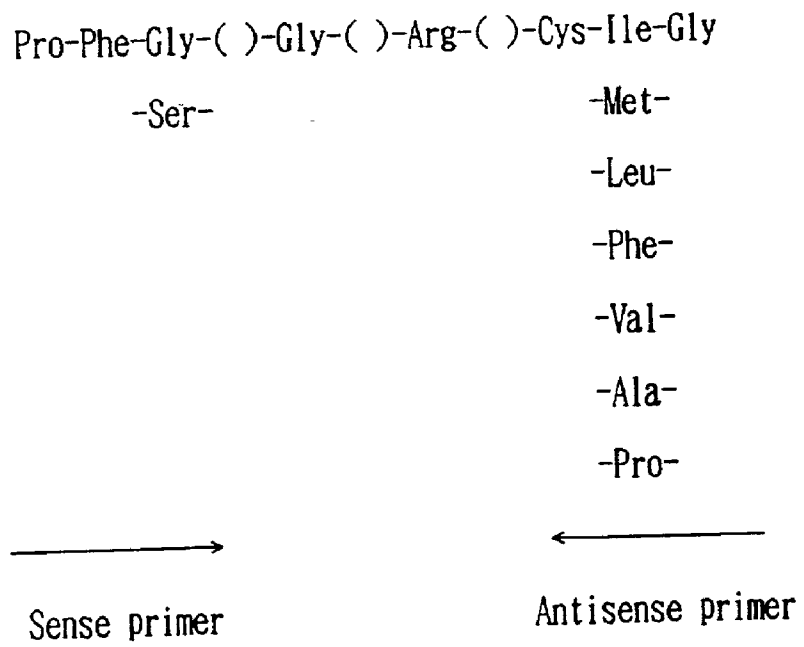 Pro-Phe-Gly-( )-Gly-( )-Arg-( )-Cys-Ile-Gly
-Ser- -Met-
-Leu-
-Phe-
-Val-
-Ala-
-Pro-
Sense primer Antisense primer